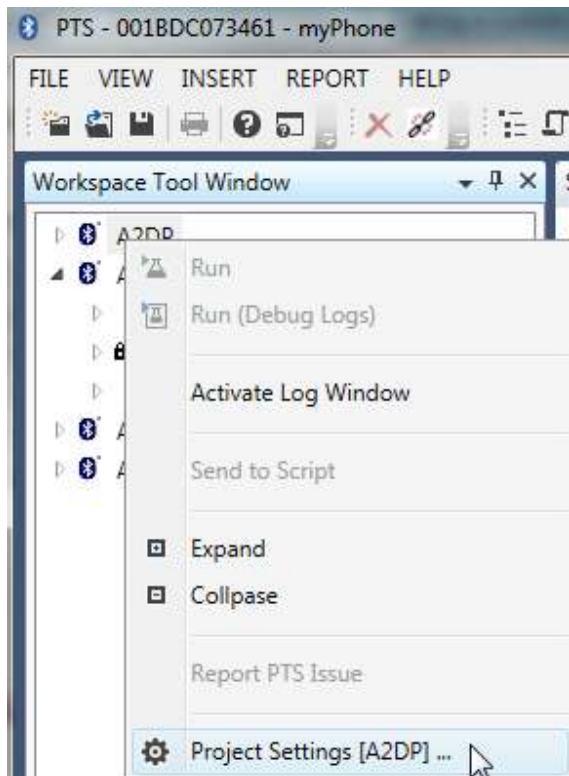 PTS - 001BDC073461 - myPhone
FILE VIEW INSERT REPORT HELP
Workspace Tool Window
A2DP
Run
Run (Debug Logs)
Activate Log Window
Send to Script
Expand
Collpase
Report PTS Issue
Project Settings [A2DP] ...